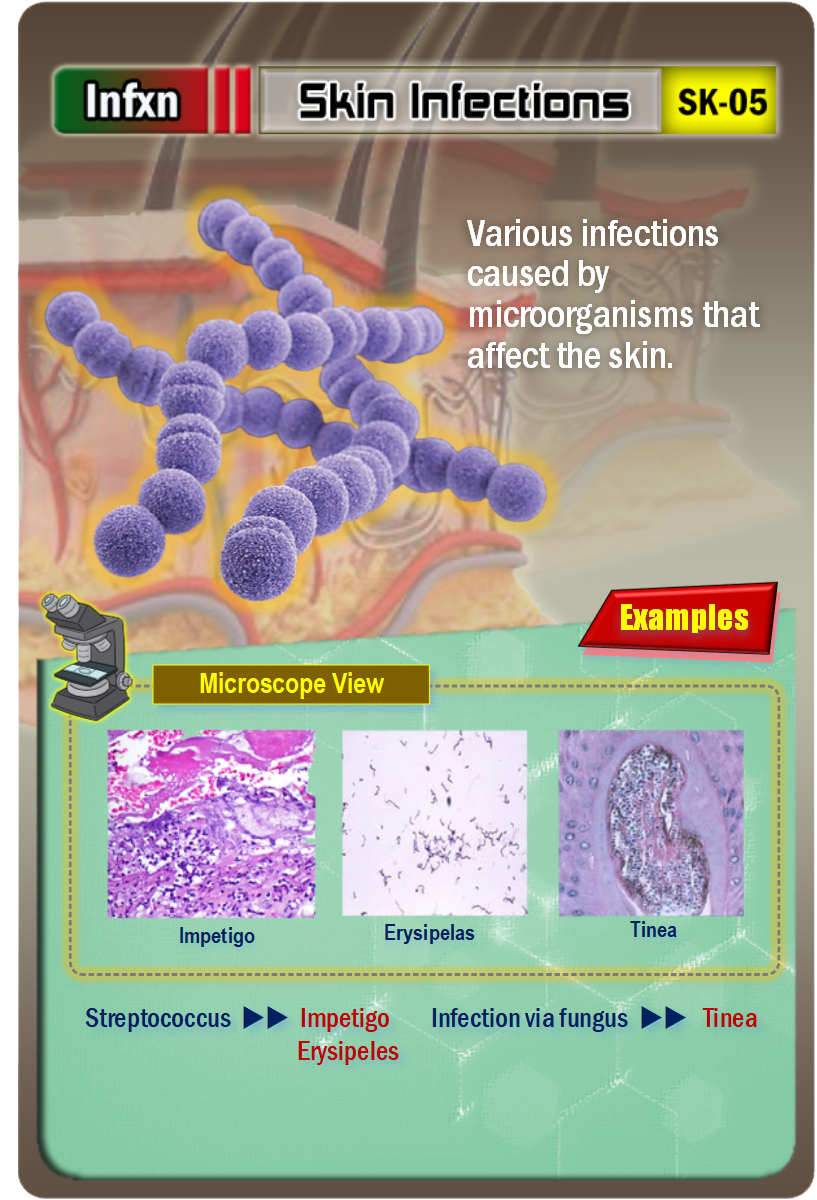 Infxn
Skin Infections
SK-05
Various infections
caused by
microorganisms that
affect the skin.
Examples
Microscope View
Impetigo
Erysipelas
Tinea
Streptococcus ▶▶ Impetigo
Erysipeles
Infection via fungus ▶▶ Tinea